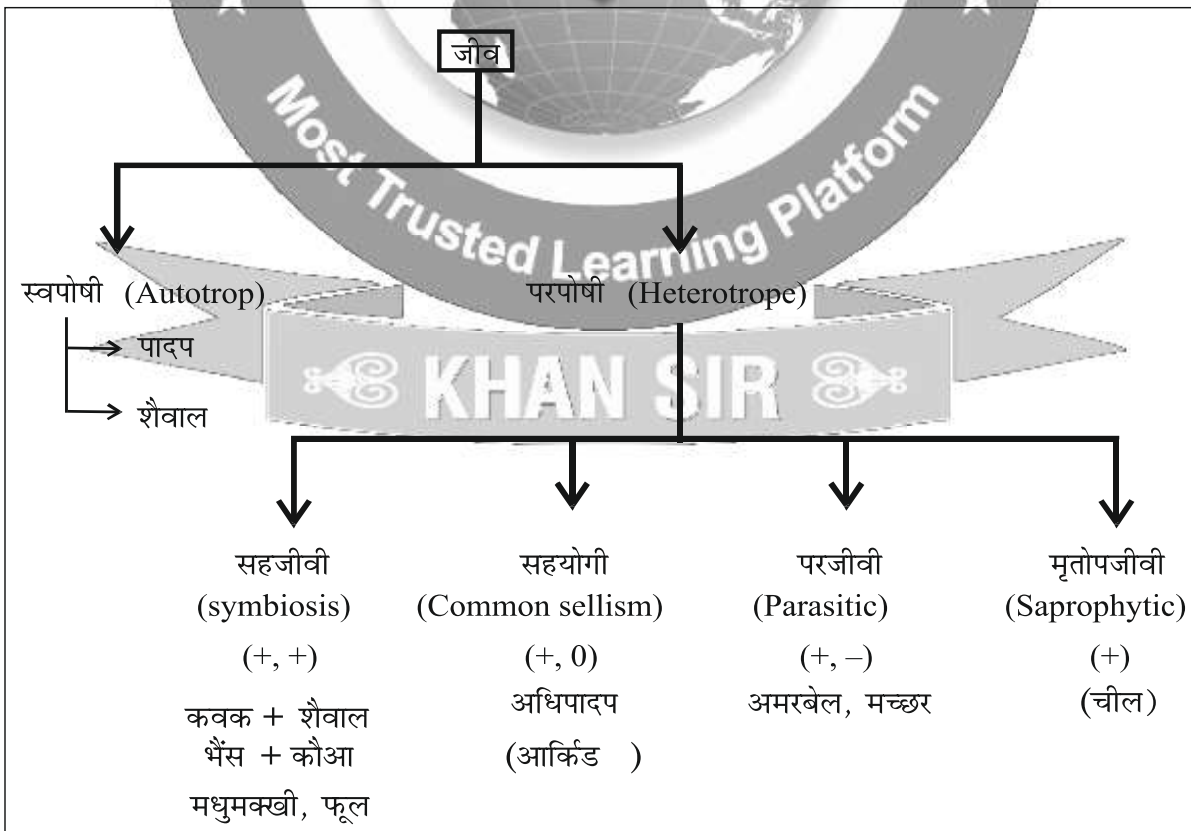 जीव
Most Trusted Learning Platform
स्वपोषी (Autotrop)
परपोषी (Heterotrope)
पादप
शैवाल
KHAN SIR
सहजीवी
(symbiosis)
(+, +)
कवक + शैवाल
भैंस + कौआ
मधुमक्खी, फूल
सहयोगी
(Common sellism)
(+, 0)
अधिपादप
(आर्किड )
परजीवी
(Parasitic)
(+, –)
अमरबेल, मच्छर
मृतोपजीवी
(Saprophytic)
(+)
(चील)